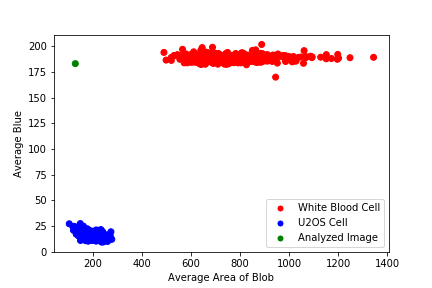 200
175
150
125
100
75
50
25
0
Average Blue
White Blood Cell
U2OS Cell
Analyzed Image
200 400 600 800 1000 1200 1400
Average Area of Blob